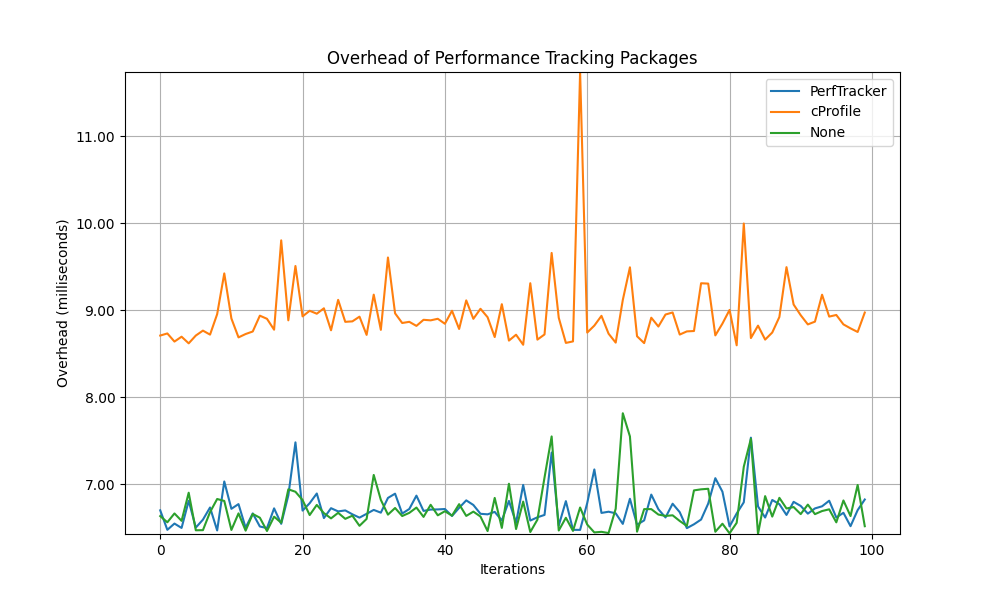 Overhead of Performance Tracking Packages
PerfTracker
cProfile
None
Overhead (milliseconds)
11.00
10.00
9.00
8.00
7.00
0 20 40 60 80 100
Iterations